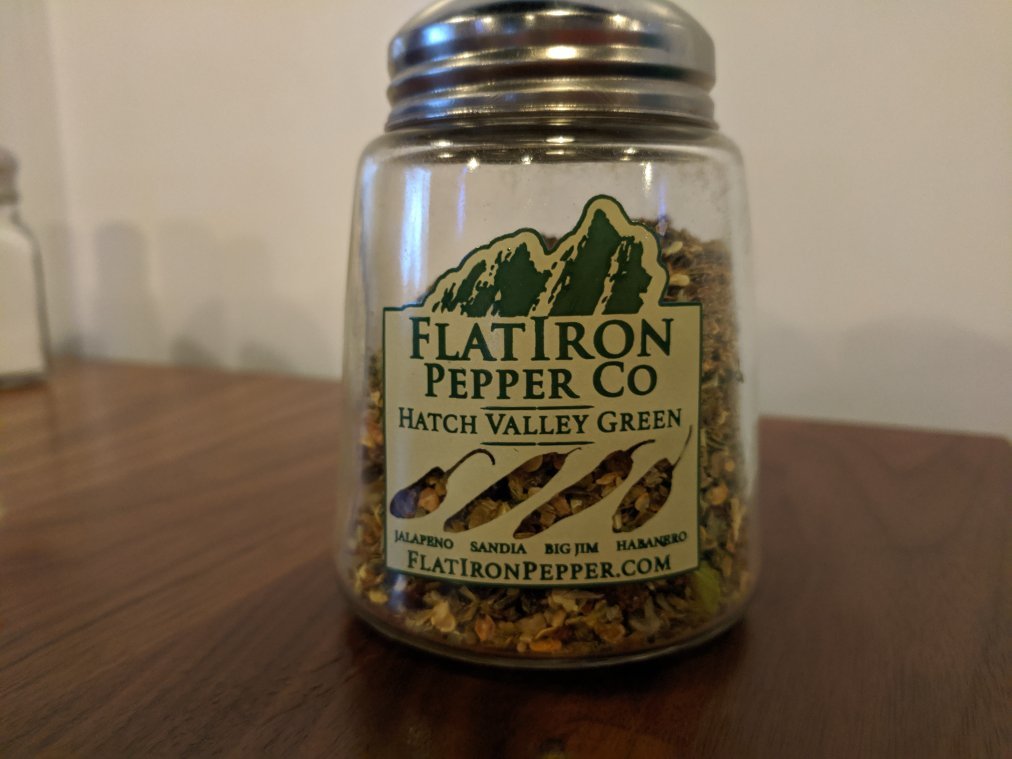 FLATIRON
PEPPER CO
HATCH VALLEY GREEN
JALAPENO SANDIA BIG JIM HABANERO
FLATIRONPEPPER.COM